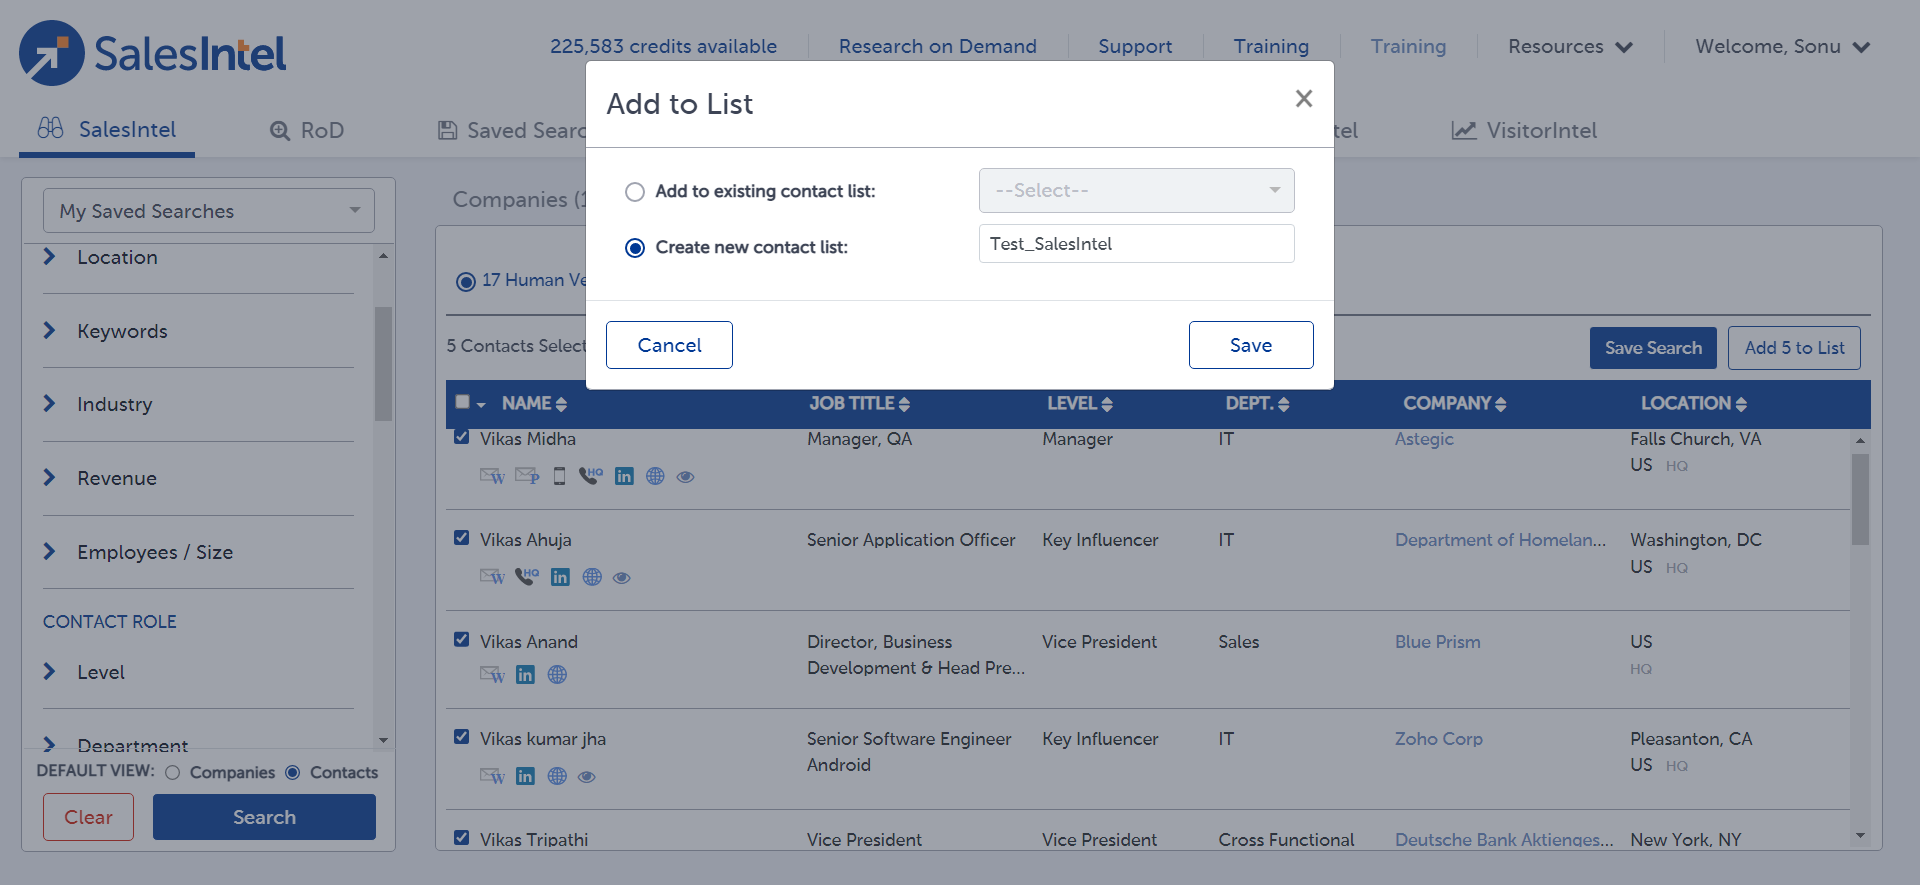 SalesIntel
225,583 credits available
Research on Demand
Support
Training
Training
Resources
Welcome, Sonu
SalesIntel
RoD
Saved Searc
tel
VisitorIntel
Add to List
Add to existing contact list:
--Select--
Create new contact list:
Test_SalesIntel
Cancel
Save
My Saved Searches
Location
Keywords
Industry
Revenue
Employees / Size
CONTACT ROLE
Level
Department
DEFAULT VIEW: Companies Contacts
Clear
Search
Companies (1
17 Human Ve
5 Contacts Select
Save Search
Add 5 to List
NAME JOB TITLE LEVEL DEPT. COMPANY LOCATION
Vikas Midha Manager, QA Manager IT Astegic Falls Church, VA
US HQ
W P HQ in
Vikas Ahuja Senior Application Officer Key Influencer IT Department of Homelan... Washington, DC
US HQ
W HQ in
Vikas Anand Director, Business Vice President Sales Blue Prism US
Development & Head Pre... HQ
W in
Vikas kumar jha Senior Software Engineer Key Influencer IT Zoho Corp Pleasanton, CA
Android US HQ
W in
Vikas Tripathi Vice President Vice President Cross Functional Deutsche Bank Aktienges... New York, NY